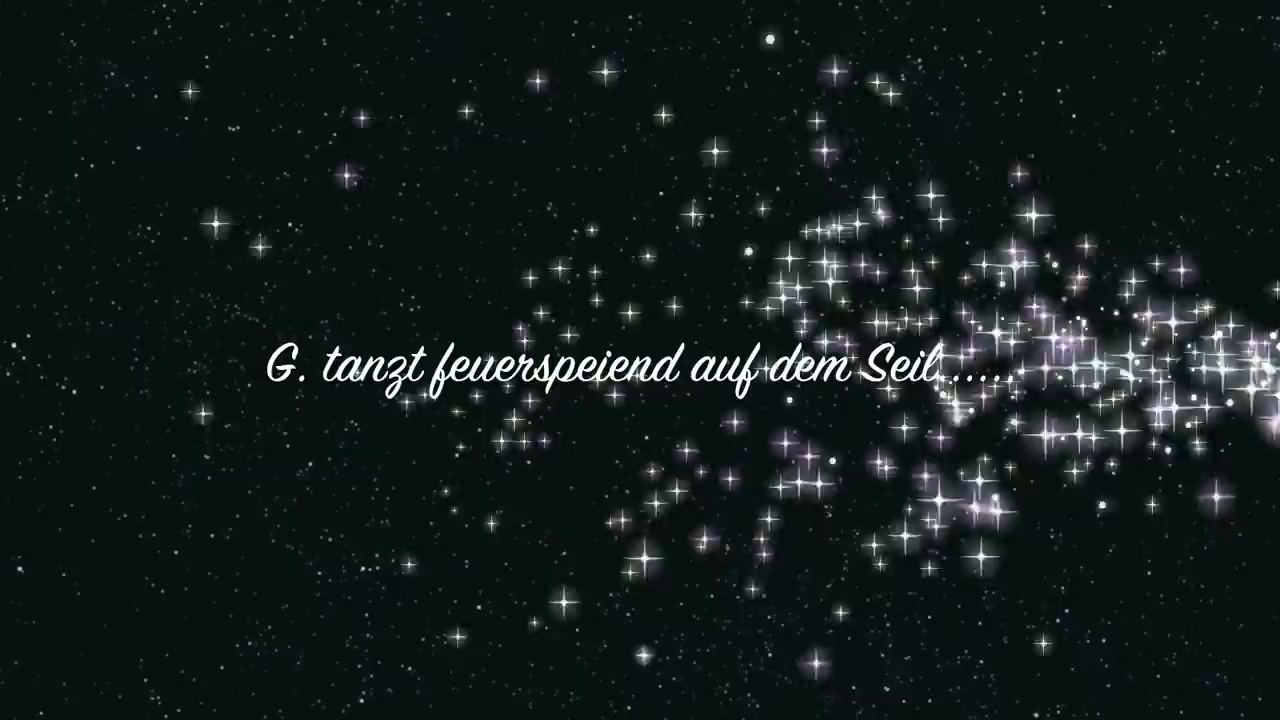 G. tanzt feuerspeiend auf dem Seil......